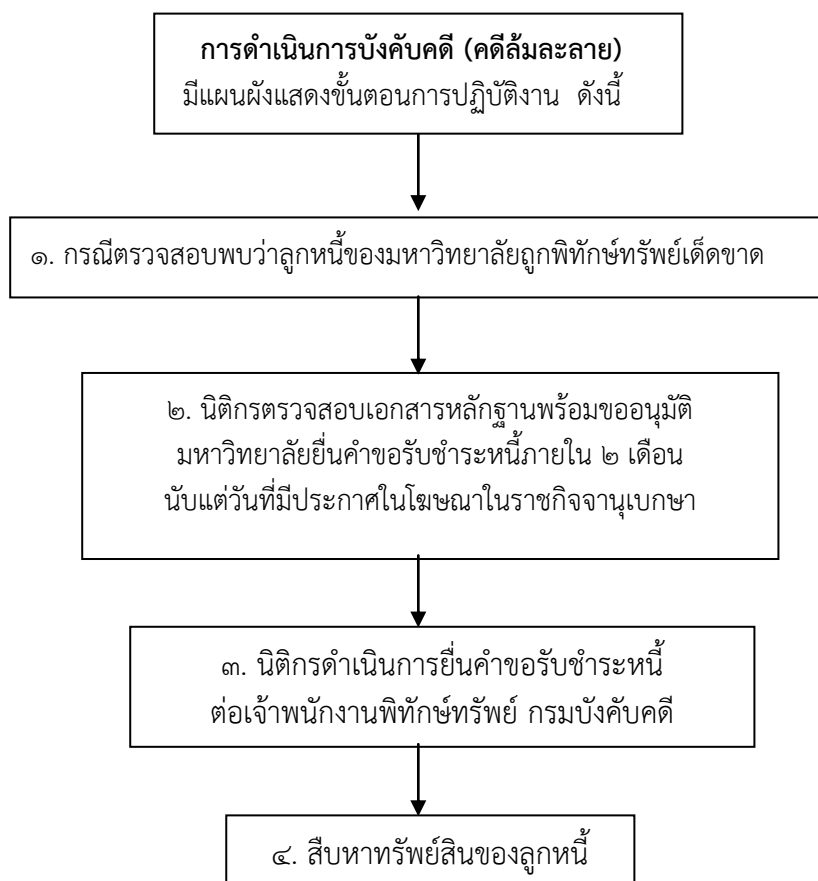 การดำเนินการบังคับคดี (คดีล้มละลาย)
มีแผนผังแสดงขั้นตอนการปฏิบัติงาน ดังนี้
๑. กรณีตรวจสอบพบว่าลูกหนี้ของมหาวิทยาลัยถูกพิทักษ์ทรัพย์เด็ดขาด
๒. นิติกรตรวจสอบเอกสารหลักฐานพร้อมขออนุมัติ
มหาวิทยาลัยยื่นคำขอรับชำระหนี้ภายใน ๒ เดือน
นับแต่วันที่มีประกาศในโฆษณาในราชกิจจานุเบกษา
๓. นิติกรดำเนินการยื่นคำขอรับชำระหนี้
ต่อเจ้าพนักงานพิทักษ์ทรัพย์ กรมบังคับคดี
๔. สืบหาทรัพย์สินของลูกหนี้